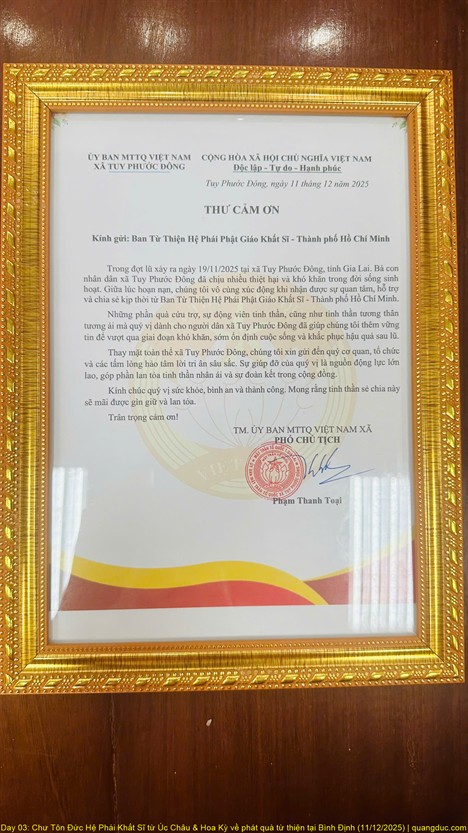 ỦY BAN MTTQ VIỆT NAM
XÃ TUY PHƯỚC ĐÔNG
CỘNG HÒA XÃ HỘI CHỦ NGHĨA VIỆT NAM
Độc lập - Tự do - Hạnh phúc
Tuy Phước Đông, ngày 11 tháng 12 năm 2025
THƯ CẢM ƠN
Kính gửi: Ban Từ Thiện Hệ Phái Phật Giáo Khất Sĩ - Thành phố Hồ Chí Minh
Trong đợt lũ xảy ra ngày 19/11/2025 tại xã Tuy Phước Đông, tỉnh Gia Lai, Bà con
nhân dân xã Tuy Phước Đông đã chịu nhiều thiệt hại và khó khăn trong đời sống sinh
hoạt. Giữa lúc hoạn nạn, chúng tôi vô cùng xúc động khi nhận được sự quan tâm, hỗ trợ
và chia sẻ kịp thời từ Ban Từ Thiện Hệ Phái Phật Giáo Khất Sĩ - Thành phố Hồ Chí Minh.
Những phần quà cứu trợ, sự động viên tinh thần, cũng như tinh thần tương thân
tương ái mà quý vị dành cho người dân xã Tuy Phước Đông đã giúp chúng tôi thêm vững
tin để vượt qua giai đoạn khó khăn, sớm ổn định cuộc sống và khắc phục hậu quả sau lũ.
Thay mặt toàn thể xã Tuy Phước Đông, chúng tôi xin gửi đến quý cơ quan, tổ chức
và các tấm lòng hảo tâm lời tri ân sâu sắc. Sự giúp đỡ của quý vị là nguồn động lực lớn
lao, góp phần lan tỏa tinh thần nhân ái và sự đoàn kết trong cộng đồng.
Kính chúc quý vị sức khỏe, bình an và thành công. Mong rằng tinh thần sẻ chia này
sẽ mãi được gìn giữ và lan tỏa.
Trân trọng cảm ơn!
TM. ỦY BAN MTTQ VIỆT NAM XÃ
PHÓ CHỦ TỊCH
Phạm Thanh Toại
Day 03: Chư Tôn Đức Hệ Phái Khất Sĩ từ Úc Châu & Hoa Kỳ về phát quà từ thiện tại Bình Định (11/12/2025) | quangduc.com